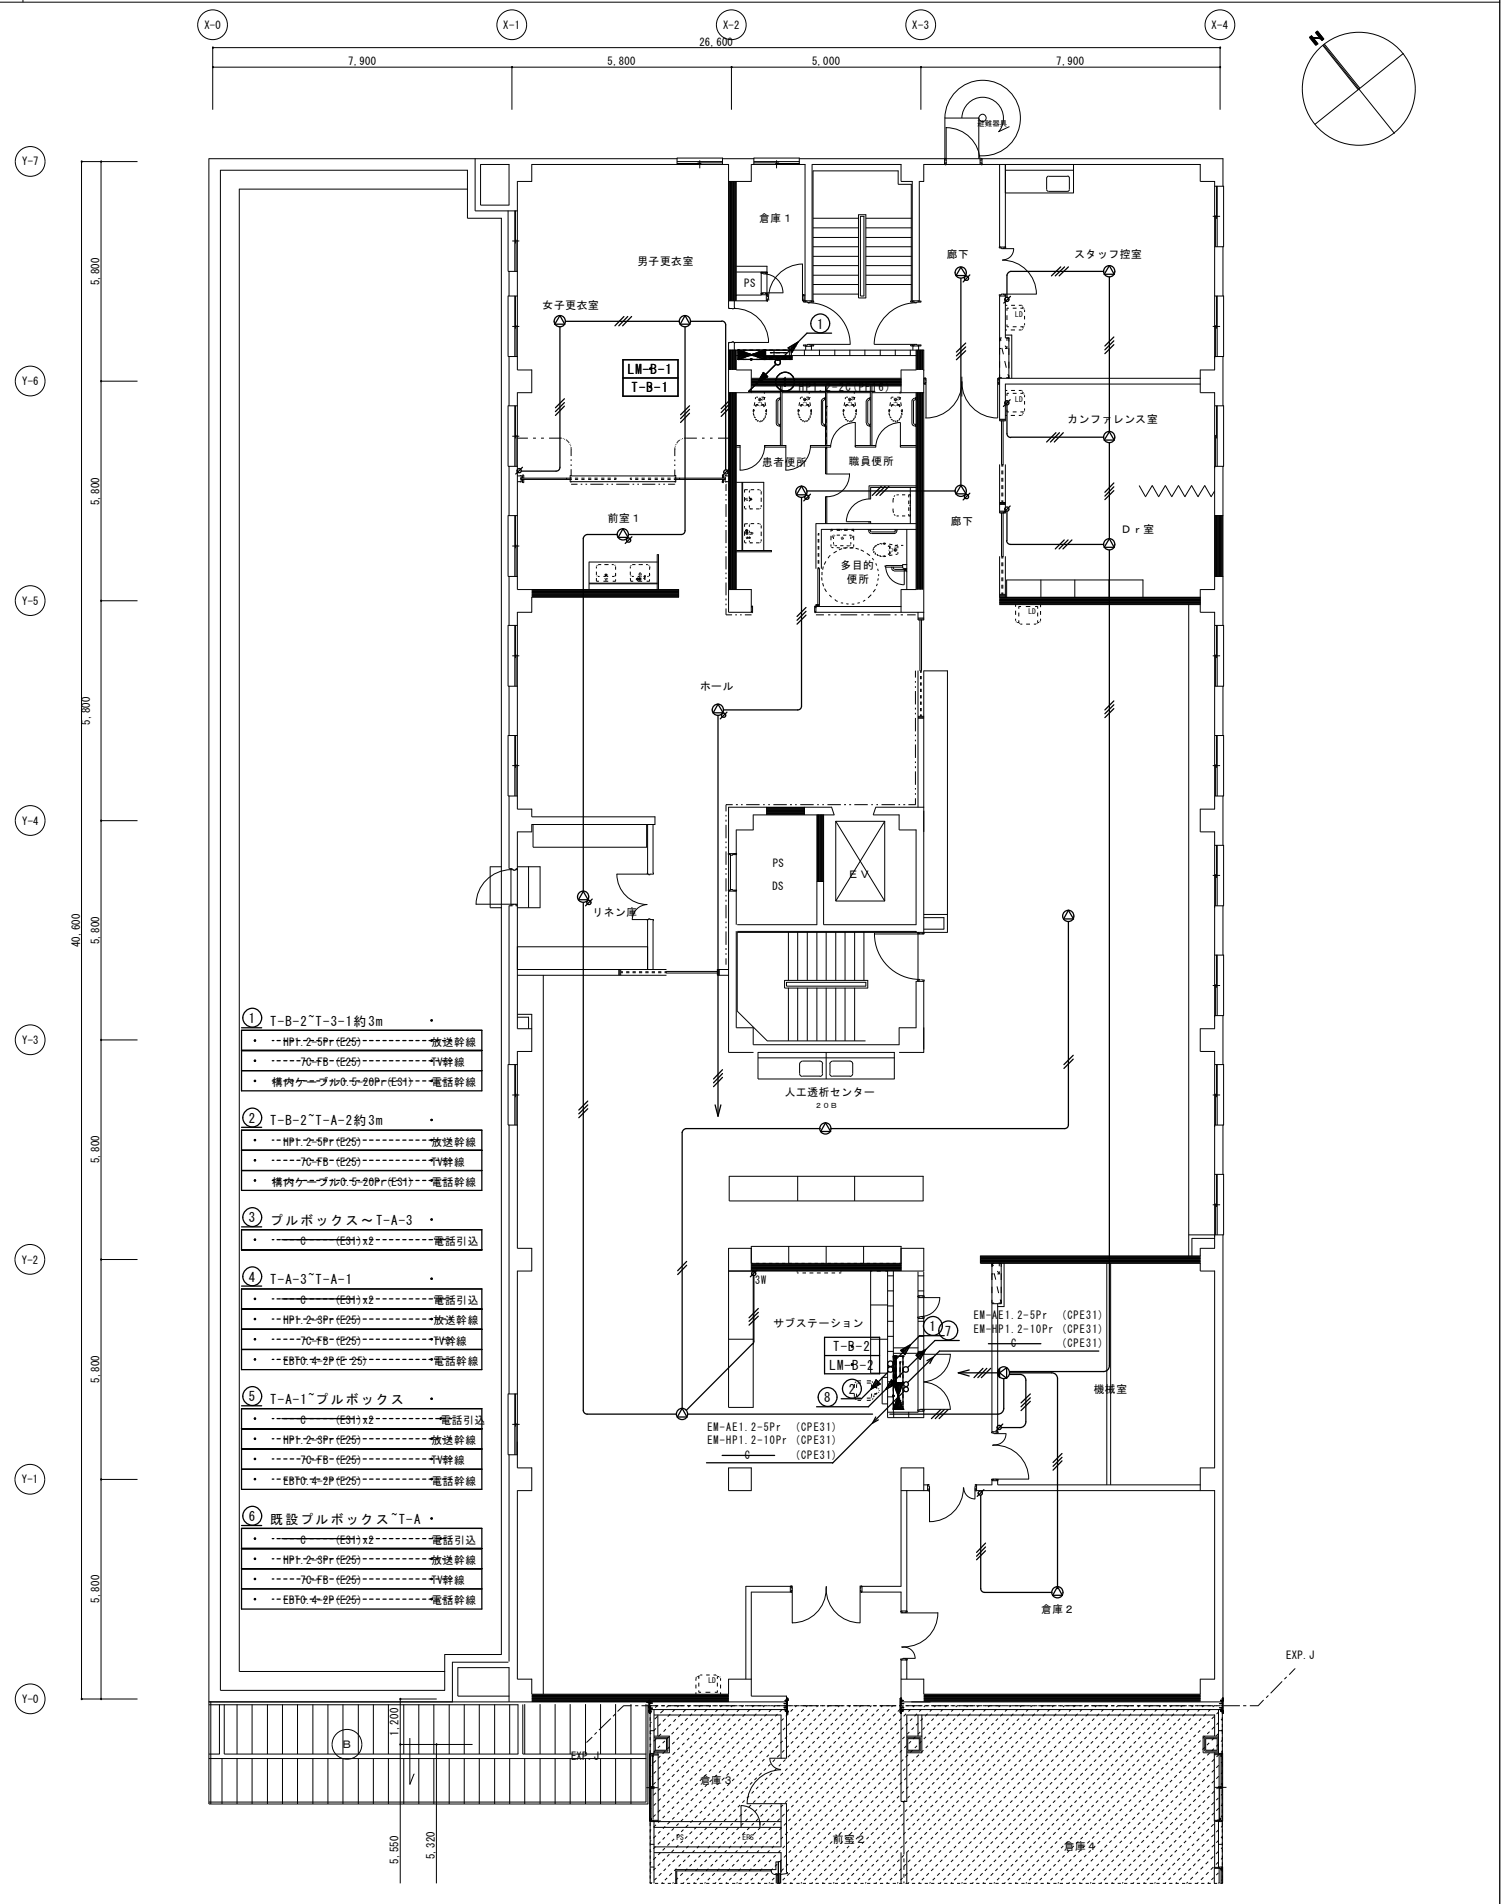 X-0 X-1 X-2 X-3 X-4
26,600
7,900 5,800 5,000 7,900
N
避難器具
Y-7
Y-6
Y-5
Y-4
Y-3
Y-2
Y-1
Y-0
5,800
5,800
5,800
5,800
5,800
5,800
5,800
40,600
倉庫1
廊下
スタッフ控室
男子更衣室
PS
女子更衣室
LD
1
LM-B-1
T-B-1
LD
カンファレンス室
患者便所
職員便所
前室1
廊下
Dr室
多目的
便所
LD
ホール
PS
DS
EV
リネン庫
人工透析センター
20B
1 T-B-2~T-3-1約3m ・
・ HP1.2-5Pr(E25) 放送幹線
・ 7C-FB (E25) TV幹線
・ 構内ケーブル0.5-20Pr(E31) 電話幹線
2 T-B-2~T-A-2約3m ・
・ HP1.2-5Pr(E25) 放送幹線
・ 7C-FB (E25) TV幹線
・ 構内ケーブル0.5-20Pr(E31) 電話幹線
3 プルボックス～T-A-3 ・
・ C (E31)x2 電話引込
4 T-A-3~T-A-1 ・
・ C (E31)x2 電話引込
・ HP1.2-3Pr(E25) 放送幹線
・ 7C-FB (E25) TV幹線
・ EBT0.4-2P(E 25) 電話幹線
5 T-A-1~プルボックス ・
・ C (E31)x2 電話引込
・ HP1.2-3Pr(E25) 放送幹線
・ 7C-FB (E25) TV幹線
・ EBT0.4-2P(E25) 電話幹線
6 既設プルボックス~T-A ・
・ C (E31)x2 電話引込
・ HP1.2-3Pr(E25) 放送幹線
・ 7C-FB (E25) TV幹線
・ EBT0.4-2P(E25) 電話幹線
3W
サブステーション
T-B-2
LM-B-2
1 7
8 2
EM-AE1.2-5Pr (CPE31)
EM-HP1.2-10Pr (CPE31)
C (CPE31)
機械室
EM-AE1.2-5Pr (CPE31)
EM-HP1.2-10Pr (CPE31)
C (CPE31)
倉庫2
LD
EXP.J
EXP.J
B
1,200
5,550
5,320
倉庫3
PS
EPS
前室2
倉庫4